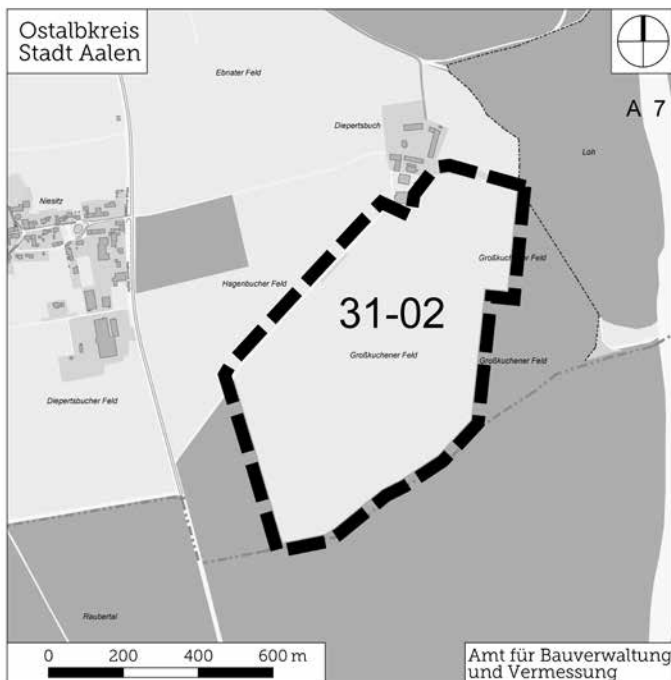 Ostalbkreis
Stadt Aalen
Ebnater Feld
A 7
Diepertsbuch
Loh
Niesitz
Großkuchener Feld
Hagenbucher Feld
31-02
Großkuchener Feld
Großkuchener Feld
Diepertsbucher Feld
Raubertal
0 200 400 600 m
Amt für Bauverwaltung
und Vermessung